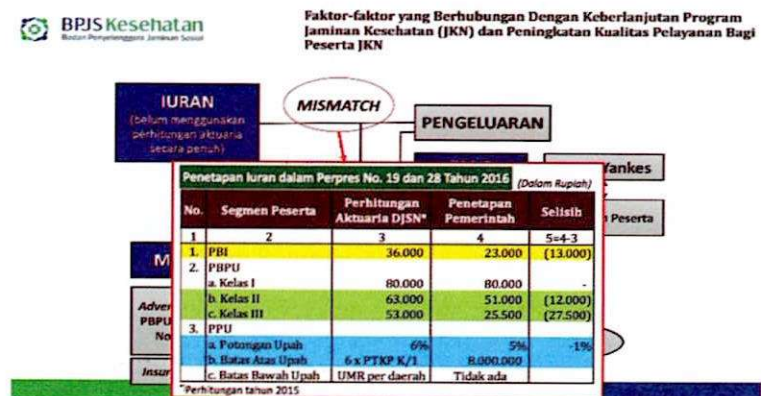 BPJS Kesehatan
Badan Penyelenggara Jaminan Sosial
Faktor-faktor yang Berhubungan Dengan Keberlanjutan Program
Jaminan Kesehatan (JKN) dan Peningkatan Kualitas Pelayanan Bagi
Peserta JKN
IURAN
(belum menggunakan
perhitungan aktuaria
secara penuh)
MISMATCH
PENGELUARAN
Yankes
Peserta
M
Adver
PBPU
No
Insur
Penetapan Iuran dalam Perpres No. 19 dan 28 Tahun 2016 (Dalam Rupiah)
No. Segmen Peserta Perhitungan Aktuaria DJSN* Penetapan Pemerintah Selisih
1 2 3 4 5=4-3
1. PBI 36.000 23.000 (13.000)
2. PBPU
a. Kelas I 80.000 80.000 -
b. Kelas II 63.000 51.000 (12.000)
c. Kelas III 53.000 25.500 (27.500)
3. PPU
a. Potongan Upah 6% 5% -1%
b. Batas Atas Upah 6 x PTKP K/1 8.000.000
c. Batas Bawah Upah UMR per daerah Tidak ada
*Perhitungan tahun 2015